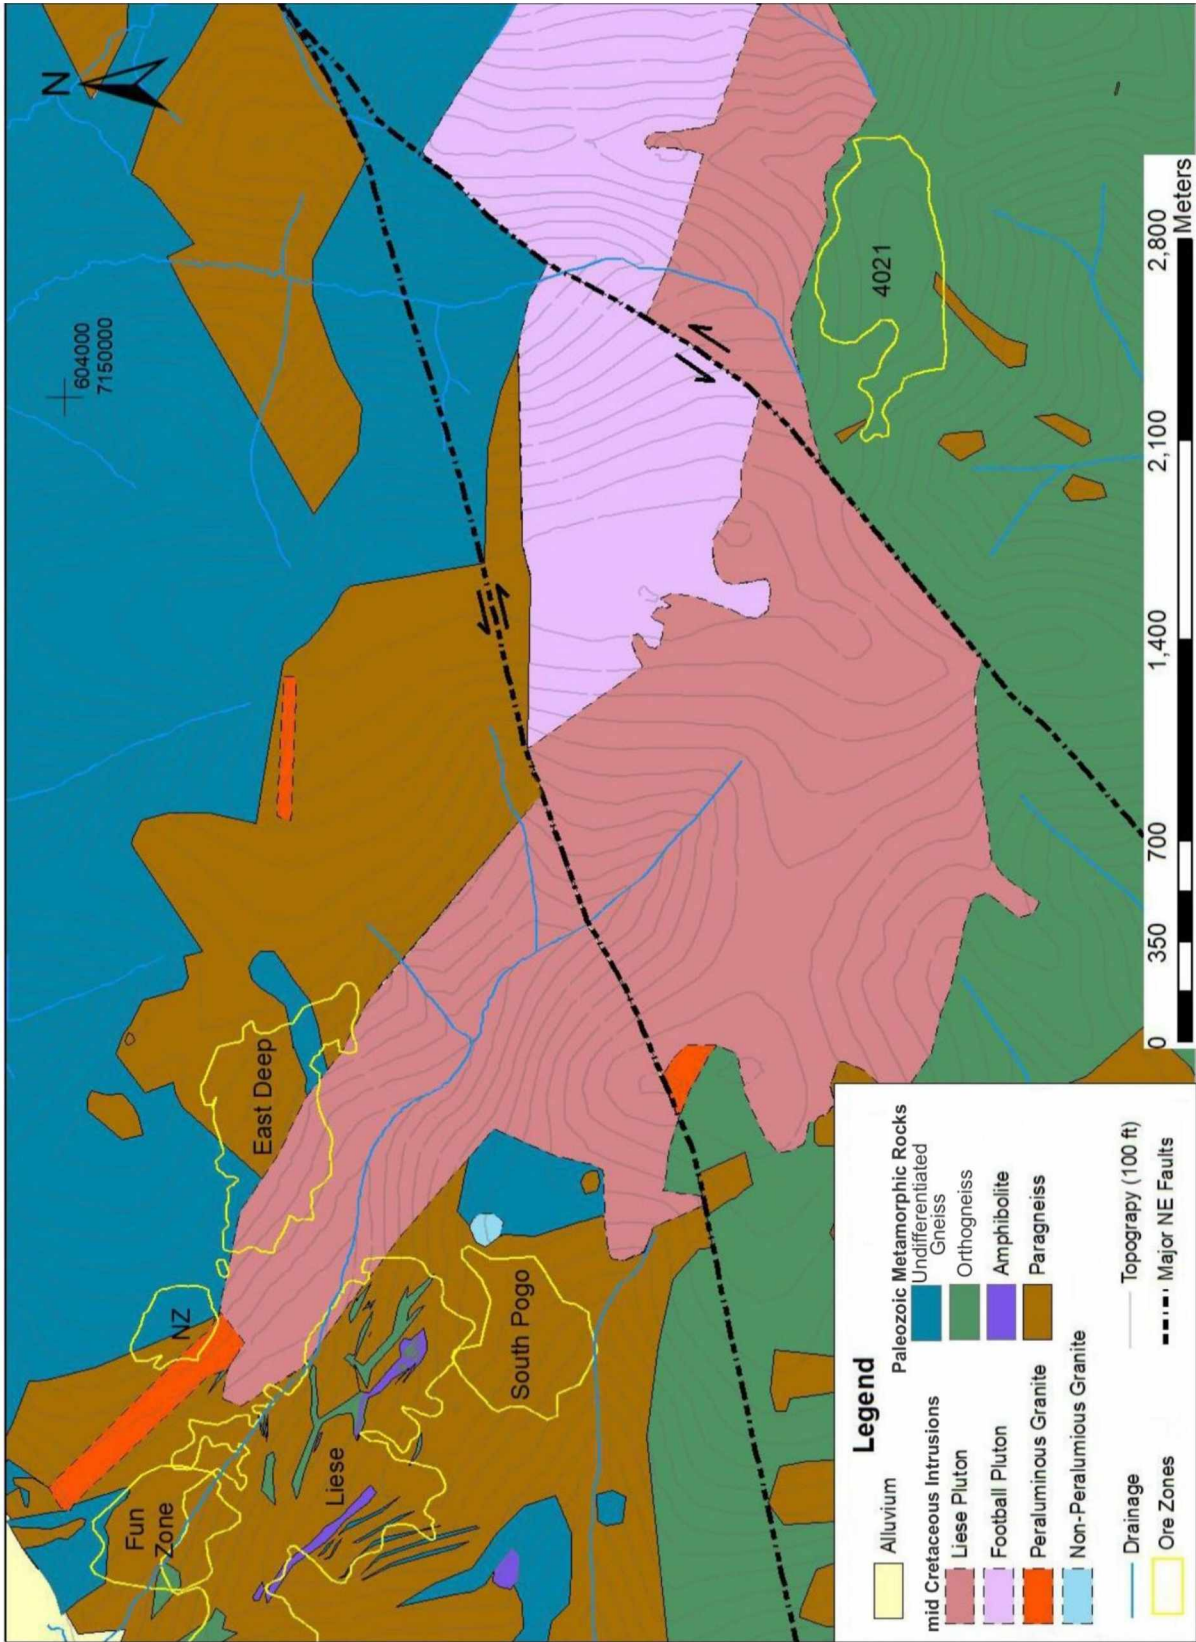 N
604000
7150000
NZ
East Deep
Fun
Zone
Liese
South Pogo
4021
Legend
Alluvium
mid Cretaceous Intrusions
Liese Pluton
Football Pluton
Peraluminous Granite
Non-Peralumious Granite
Paleozoic Metamorphic Rocks
Undifferentiated
Gneiss
Orthogneiss
Amphibolite
Paragneiss
Drainage
Ore Zones
Topograpy (100 ft)
Major NE Faults
0 350 700 1,400 2,100 2,800
Meters